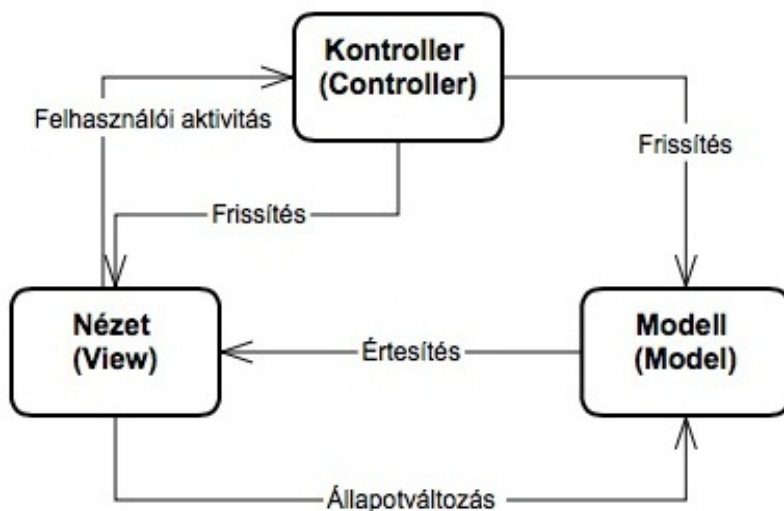 Kontroller
(Controller)
Felhasználói aktivitás
Frissítés
Frissítés
Nézet
(View)
Értesítés
Modell
(Model)
Állapotváltozás